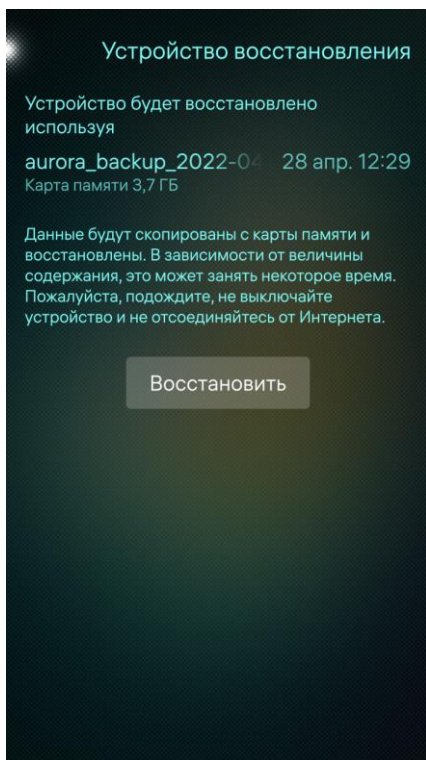 Устройство восстановления
Устройство будет восстановлено
используя
aurora_backup_2022-04 28 апр. 12:29
Карта памяти 3,7 ГБ
Данные будут скопированы с карты памяти и
восстановлены. В зависимости от величины
содержания, это может занять некоторое время.
Пожалуйста, подождите, не выключайте
устройство и не отсоединяйтесь от Интернета.
Восстановить